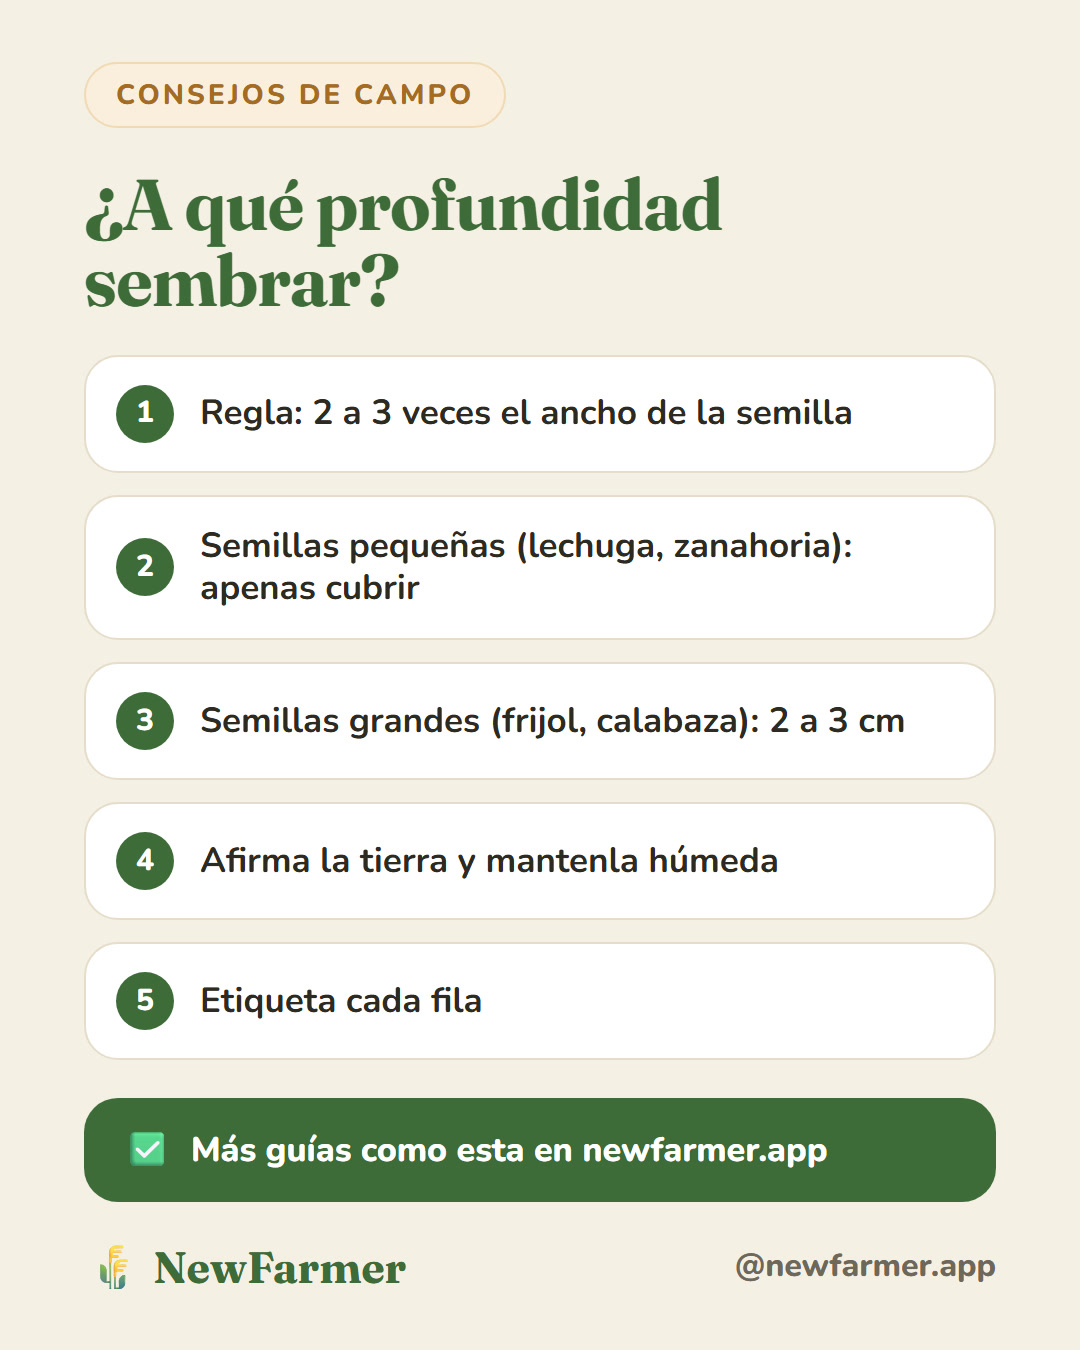 CONSEJOS DE CAMPO
¿A qué profundidad
sembrar?
1 Regla: 2 a 3 veces el ancho de la semilla
2 Semillas pequeñas (lechuga, zanahoria):
apenas cubrir
3 Semillas grandes (frijol, calabaza): 2 a 3 cm
4 Afirma la tierra y mantenla húmeda
5 Etiqueta cada fila
Más guías como esta en newfarmer.app
NewFarmer
@newfarmer.app